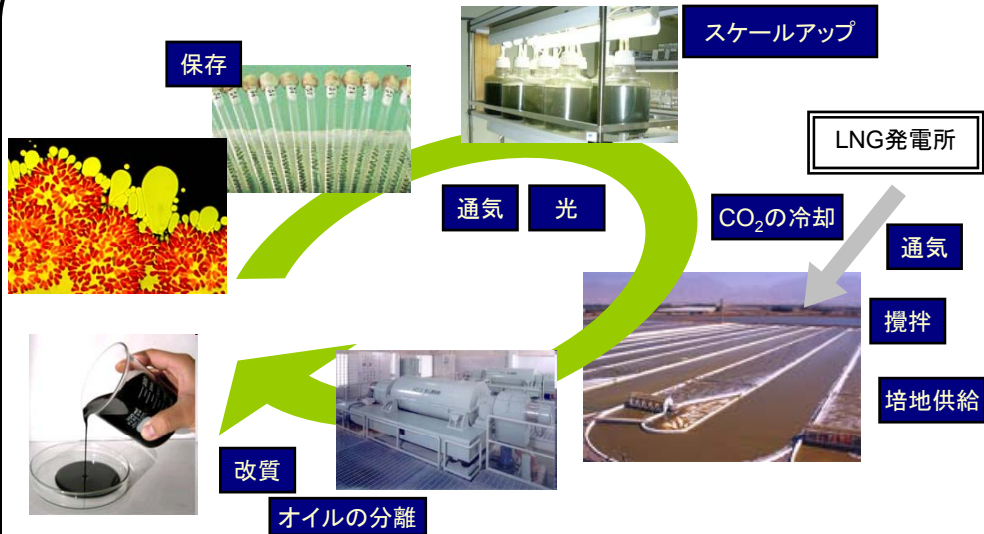 スケールアップ
保存
LNG発電所
通気
光
CO₂の冷却
通気
攪拌
培地供給
改質
オイルの分離